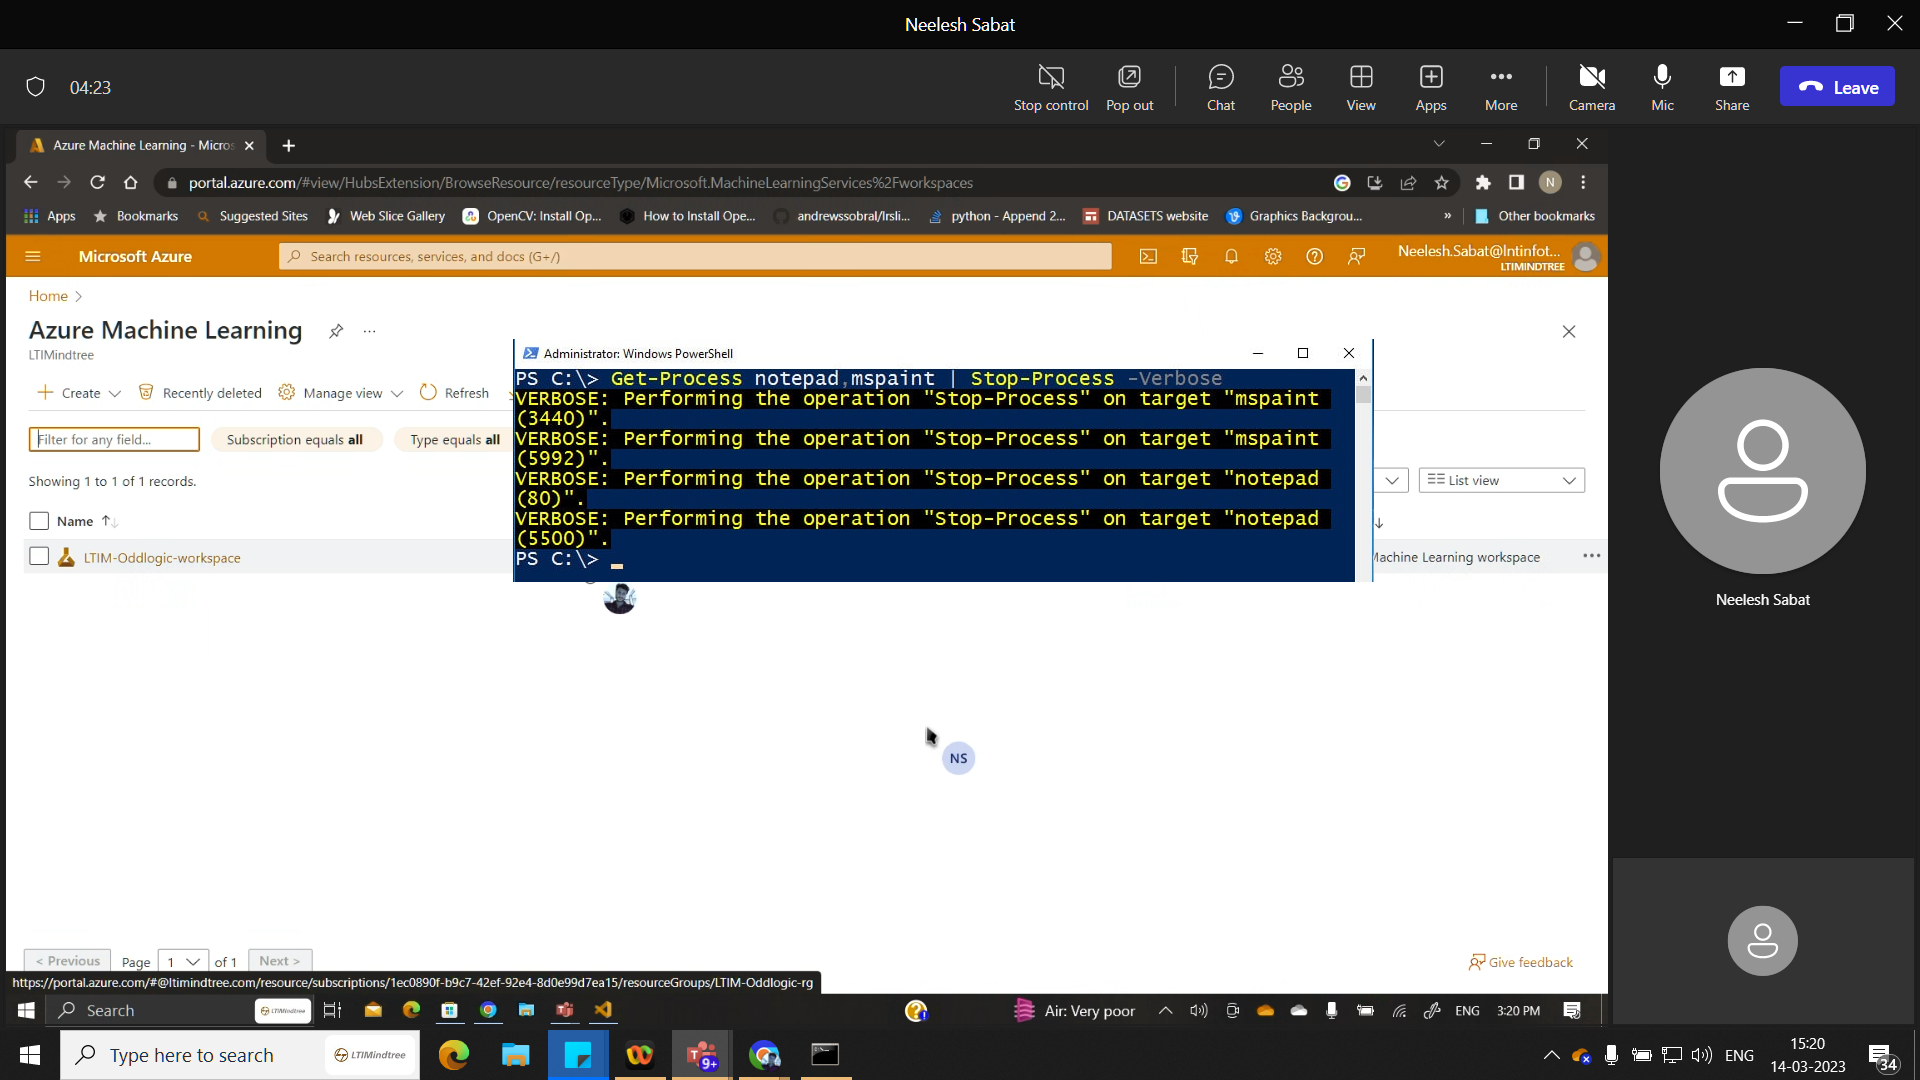 Neelesh Sabat
04:23
Stop control
Pop out
Chat
People
View
Apps
More
Camera
Mic
Share
Leave
Azure Machine Learning - Micros
portal.azure.com/#view/HubsExtension/BrowseResource/resourceType/Microsoft.MachineLearningServices%2Fworkspaces
N
Apps
Bookmarks
Suggested Sites
Web Slice Gallery
OpenCV: Install Op...
How to Install Ope...
andrewssobral/lrsli...
python - Append 2...
DATASETS website
Graphics Backgrou...
»
Other bookmarks
Microsoft Azure
Search resources, services, and docs (G+/)
Neelesh.Sabat@lntinfot...
LTIMINDTREE
Home >
Azure Machine Learning
LTIMindtree
Create
Recently deleted
Manage view
Refresh
Filter for any field...
Subscription equals all
Type equals all
Showing 1 to 1 of 1 records.
List view
Name
LTIM-Oddlogic-workspace
Machine Learning workspace
Administrator: Windows PowerShell
PS C:\> Get-Process notepad,mspaint | Stop-Process -Verbose
VERBOSE: Performing the operation "Stop-Process" on target "mspaint
(3440)".
VERBOSE: Performing the operation "Stop-Process" on target "mspaint
(5992)".
VERBOSE: Performing the operation "Stop-Process" on target "notepad
(80)".
VERBOSE: Performing the operation "Stop-Process" on target "notepad
(5500)".
PS C:\>
NS
Neelesh Sabat
< Previous
Page
1
of 1
Next >
Give feedback
https://portal.azure.com/#@ltimindtree.com/resource/subscriptions/1ec0890f-b9c7-42ef-92e4-8d0e99d7ea15/resourceGroups/LTIM-Oddlogic-rg
Search
LTIMindtree
Air: Very poor
ENG
3:20 PM
Type here to search
LTIMindtree
9+
ENG
15:20
14-03-2023
34